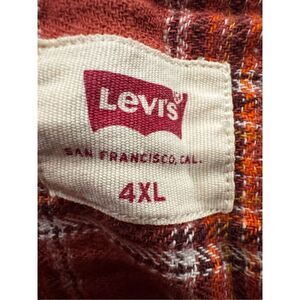 Levi's®
SAN FRANCISCO, CAL.
4XL